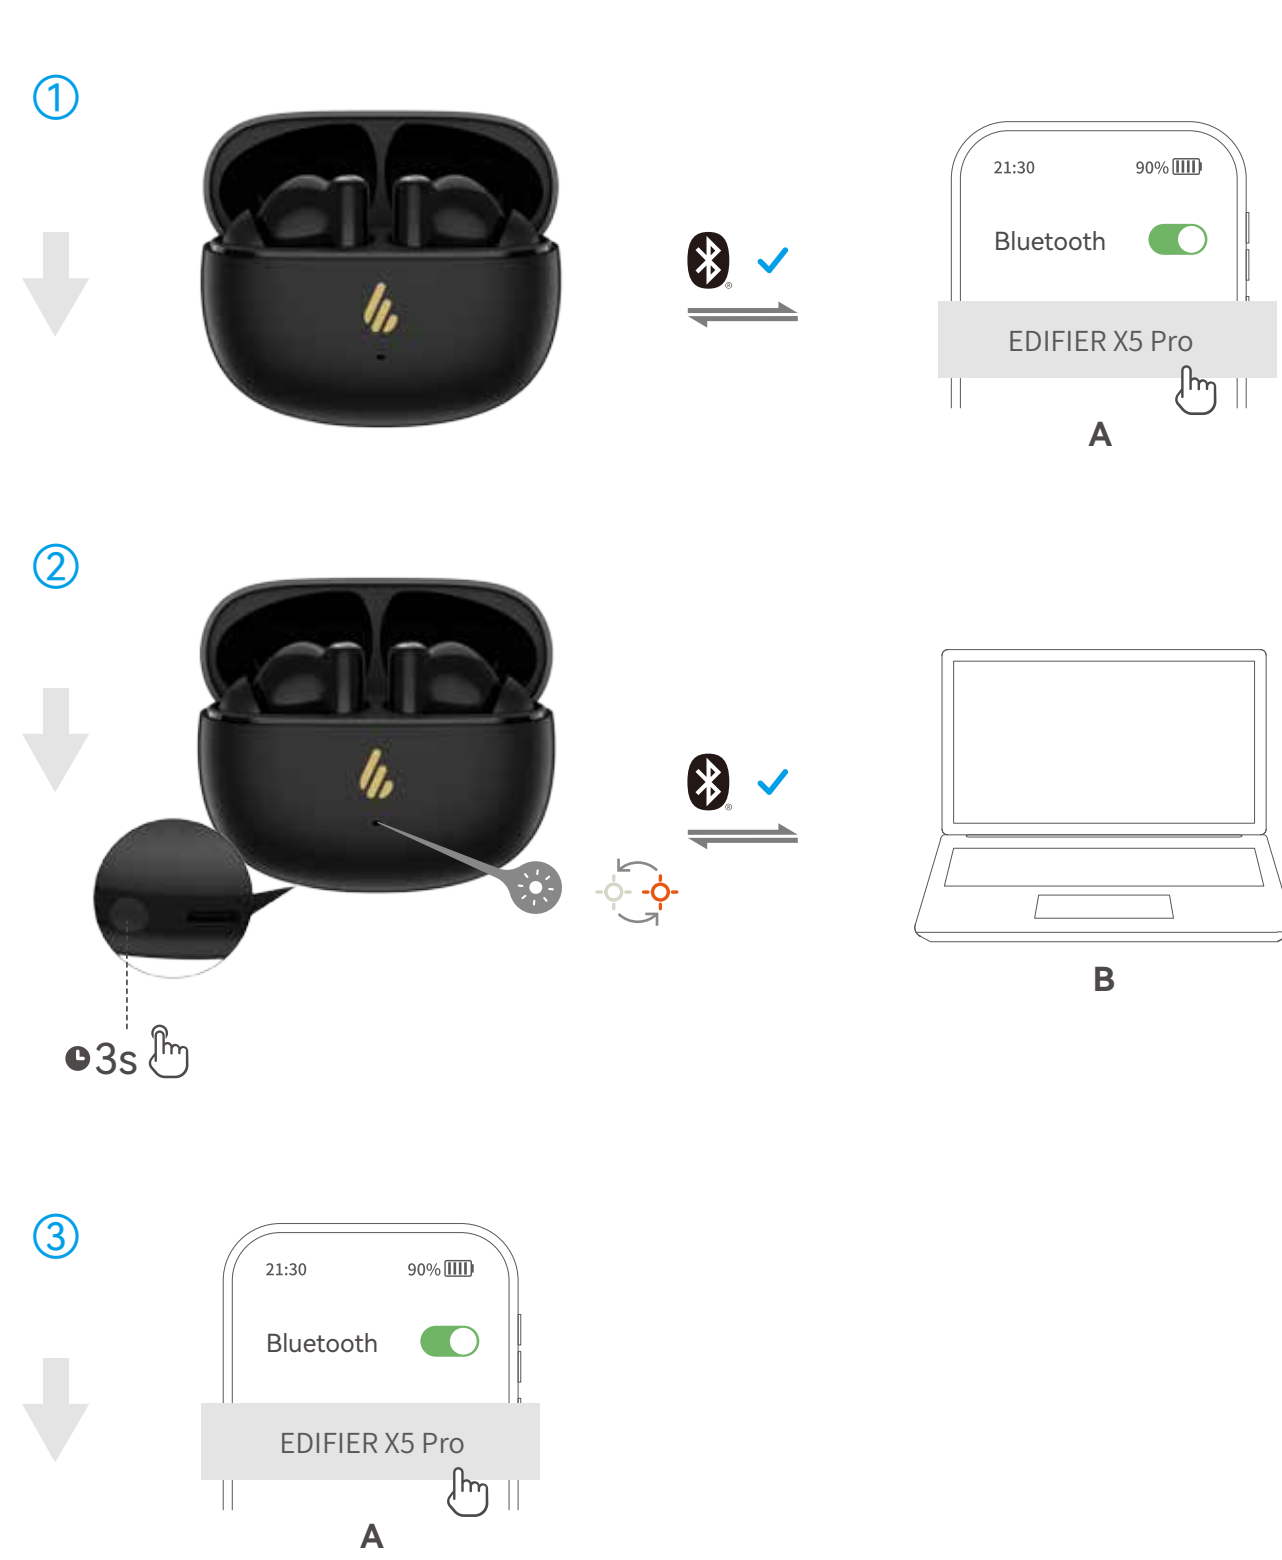 ①
21:30 90%
Bluetooth
EDIFIER X5 Pro
A
②
®
®
B
3s
③
21:30 90%
Bluetooth
EDIFIER X5 Pro
A